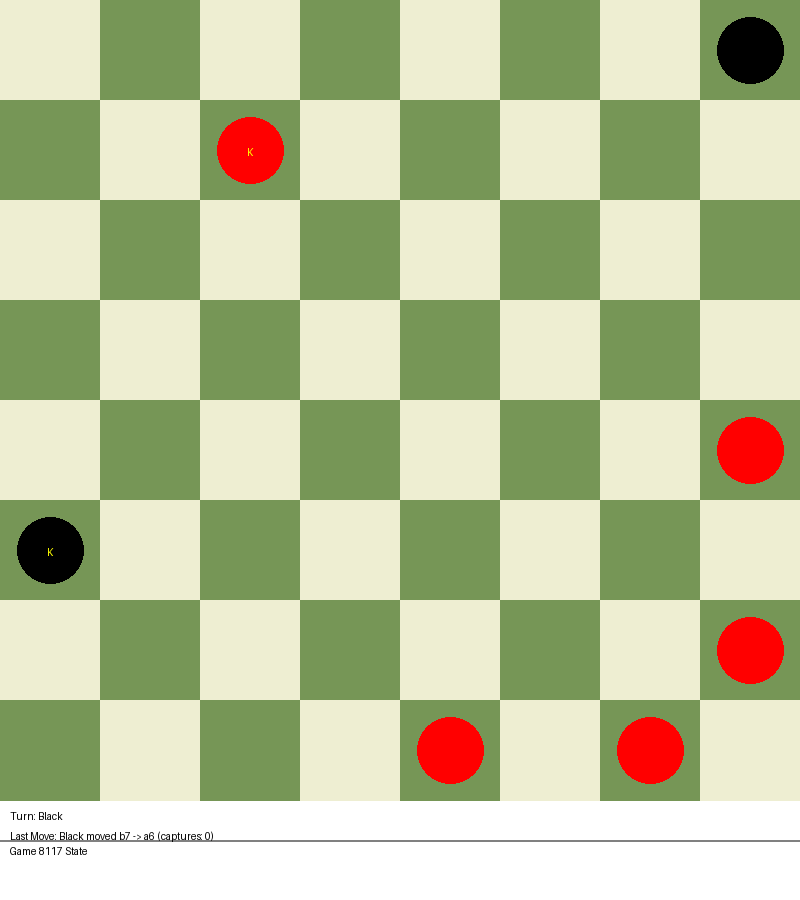 K
K
Turn: Black
Last Move: Black moved b7 -> a6 (captures: 0)
Game 8117 State